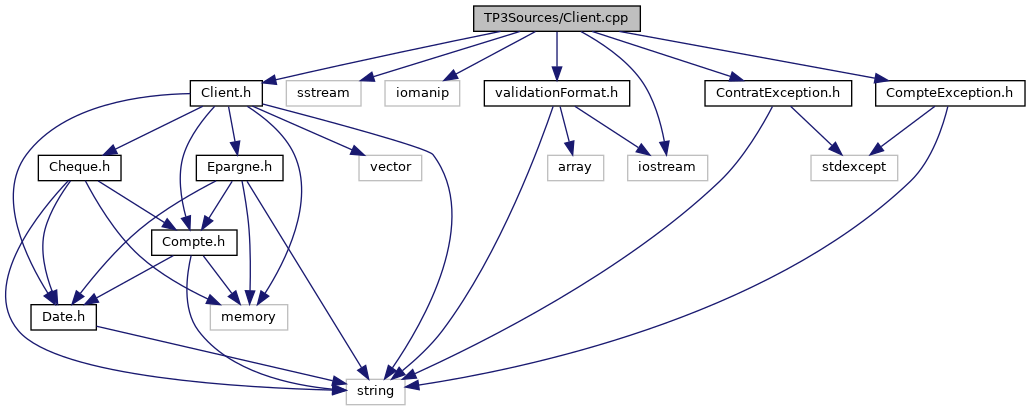 TP3Sources/Client.cpp
Client.h
sstream
iomanip
validationFormat.h
ContratException.h
CompteException.h
Cheque.h
Epargne.h
vector
array
iostream
stdexcept
Compte.h
Date.h
memory
string